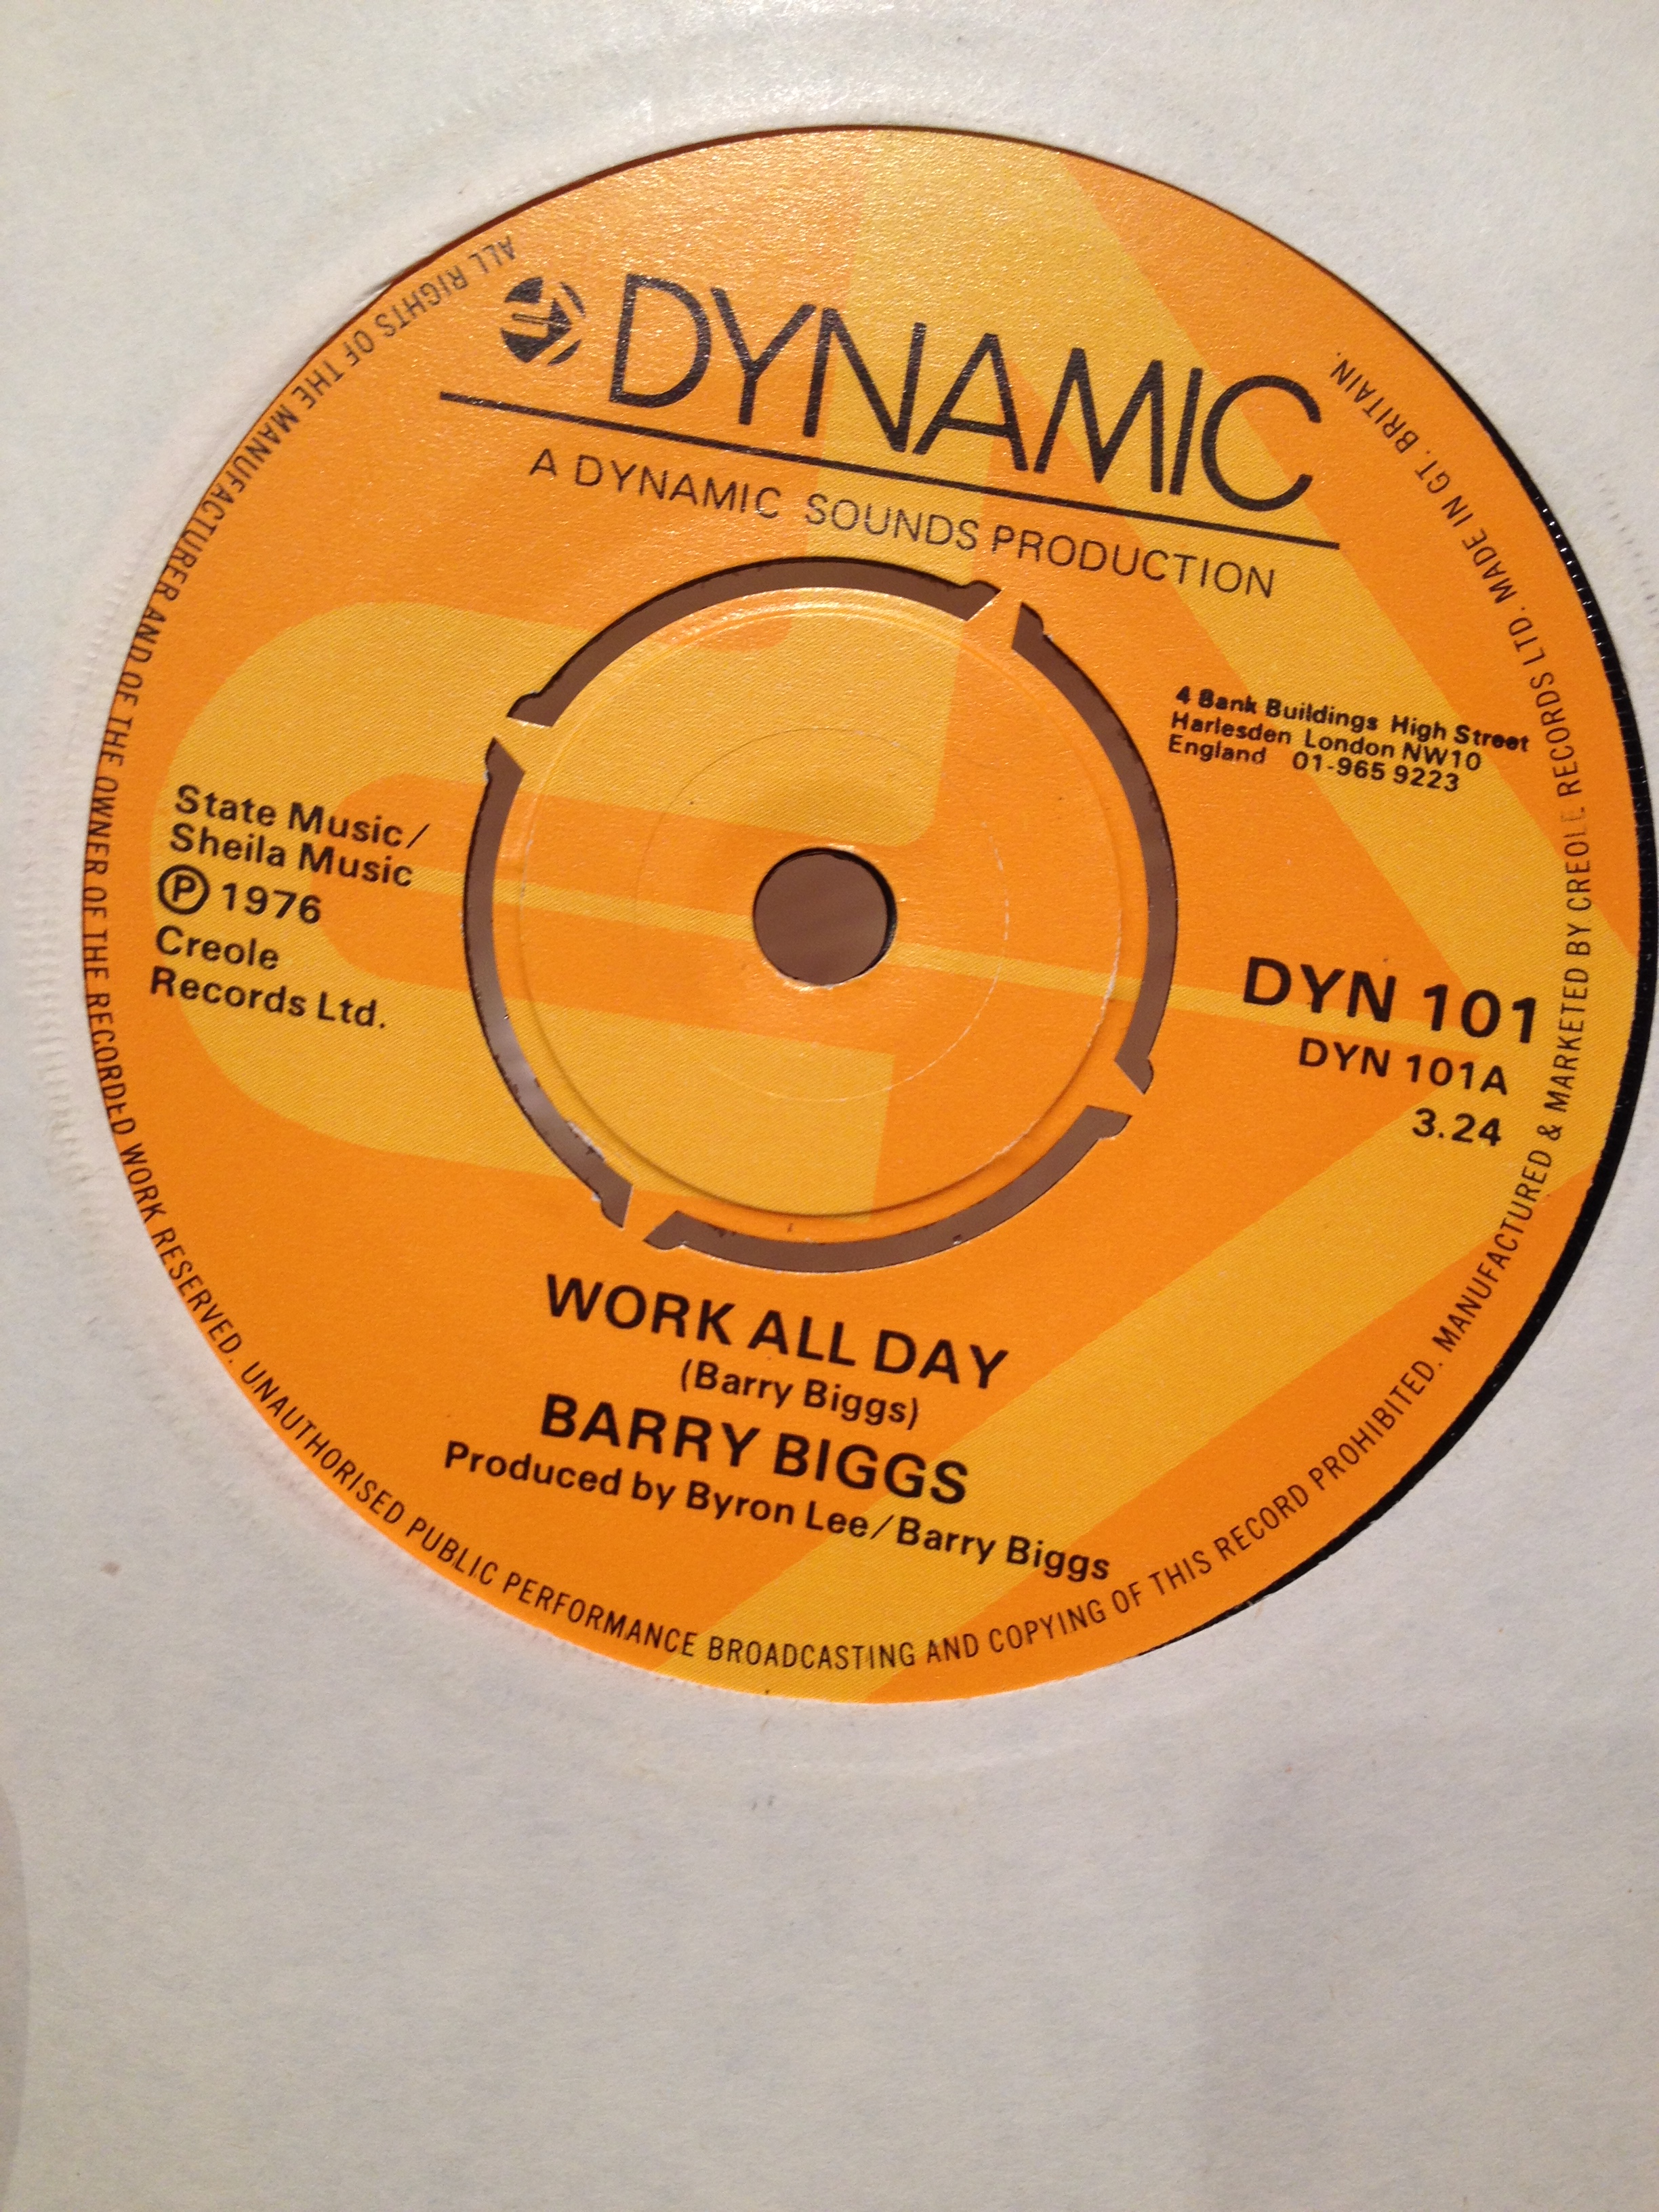 DYNAMIC
A DYNAMIC SOUNDS PRODUCTION
4 Bank Buildings High Street
Harlesden London NW10
England 01-965 9223
State Music/
Sheila Music
Ⓟ 1976
Creole
Records Ltd.
DYN 101
DYN 101A
3.24
WORK ALL DAY
(Barry Biggs)
BARRY BIGGS
Produced by Byron Lee/Barry Biggs
ALL RIGHTS OF THE MANUFACTURER AND OF THE OWNER OF THE RECORDED WORK RESERVED. UNAUTHORISED PUBLIC PERFORMANCE BROADCASTING AND COPYING OF THIS RECORD PROHIBITED. MANUFACTURED & MARKETED BY CREOLE RECORDS LTD. MADE IN GT. BRITAIN.